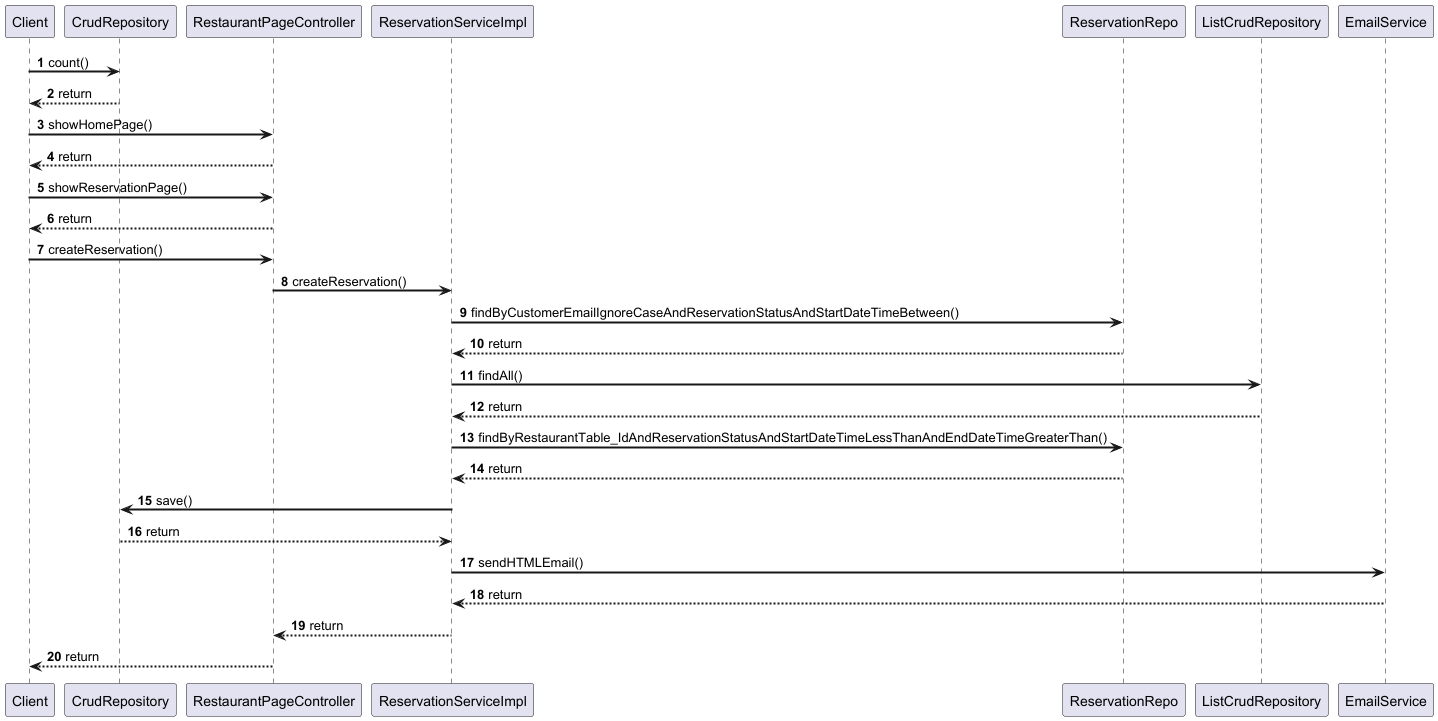 Client CrudRepository RestaurantPageController ReservationServiceImpl ReservationRepo ListCrudRepository EmailService
1 count()
2 return
3 showHomePage()
4 return
5 showReservationPage()
6 return
7 createReservation()
8 createReservation()
9 findByCustomerEmailIgnoreCaseAndReservationStatusAndStartDateTimeBetween()
10 return
11 findAll()
12 return
13 findByRestaurantTable_IdAndReservationStatusAndStartDateTimeLessThanAndEndDateTimeGreaterThan()
14 return
15 save()
16 return
17 sendHTMLEmail()
18 return
19 return
20 return
Client CrudRepository RestaurantPageController ReservationServiceImpl ReservationRepo ListCrudRepository EmailService